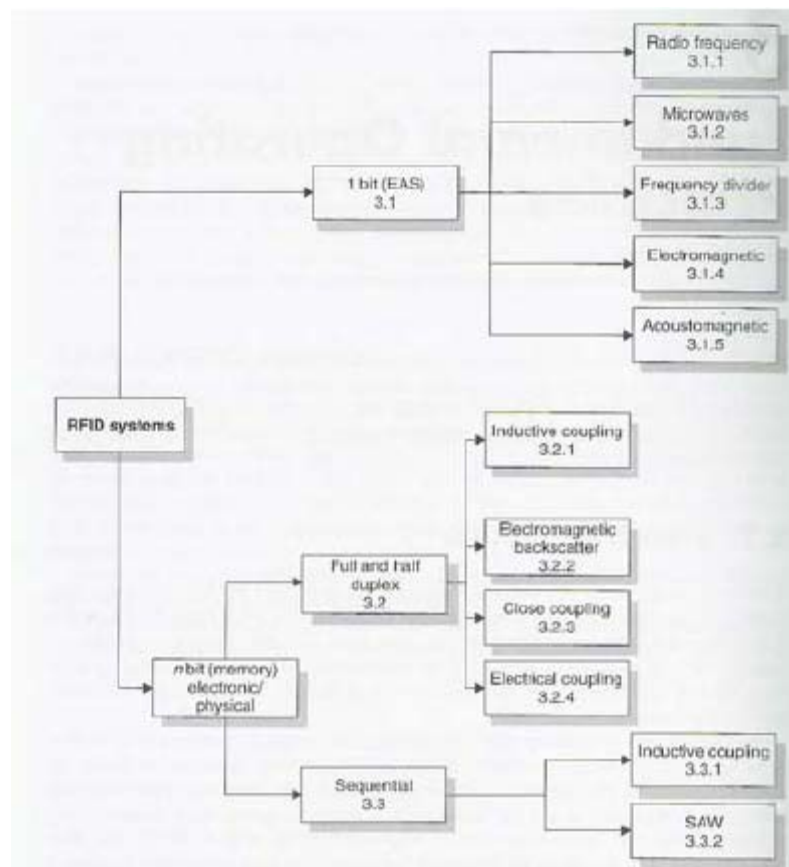 Radio frequency
3.1.1
Microwaves
3.1.2
1 bit (EAS)
3.1
Frequency divider
3.1.3
Electromagnetic
3.1.4
Acoustomagnetic
3.1.5
RFID systems
Inductive coupling
3.2.1
Electromagnetic
backscatter
3.2.2
Full and half
duplex
3.2
Close coupling
3.2.3
n bit (memory)
electronic/
physical
Electrical coupling
3.2.4
Inductive coupling
3.3.1
Sequential
3.3
SAW
3.3.2